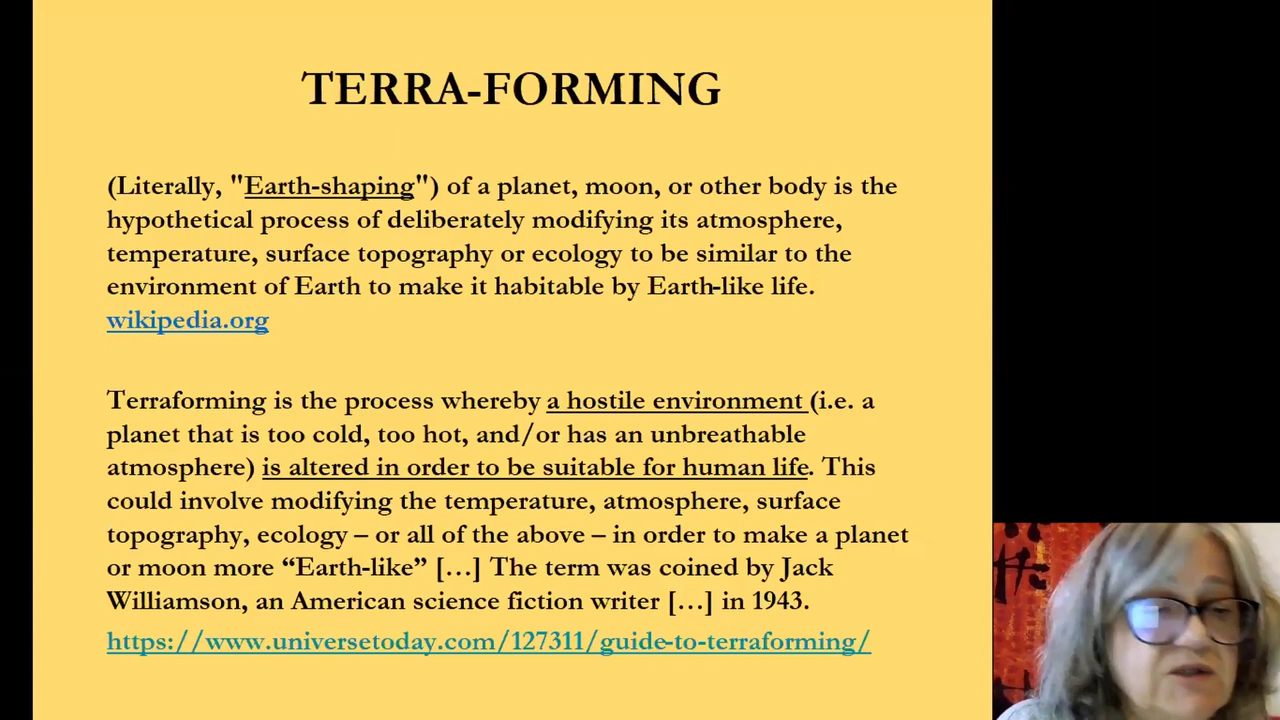 TERRA-FORMING
(Literally, "Earth-shaping") of a planet, moon, or other body is the
hypothetical process of deliberately modifying its atmosphere,
temperature, surface topography or ecology to be similar to the
environment of Earth to make it habitable by Earth-like life.
wikipedia.org
Terraforming is the process whereby a hostile environment (i.e. a
planet that is too cold, too hot, and/or has an unbreathable
atmosphere) is altered in order to be suitable for human life. This
could involve modifying the temperature, atmosphere, surface
topography, ecology – or all of the above – in order to make a planet
or moon more “Earth-like” […] The term was coined by Jack
Williamson, an American science fiction writer […] in 1943.
https://www.universetoday.com/127311/guide-to-terraforming/